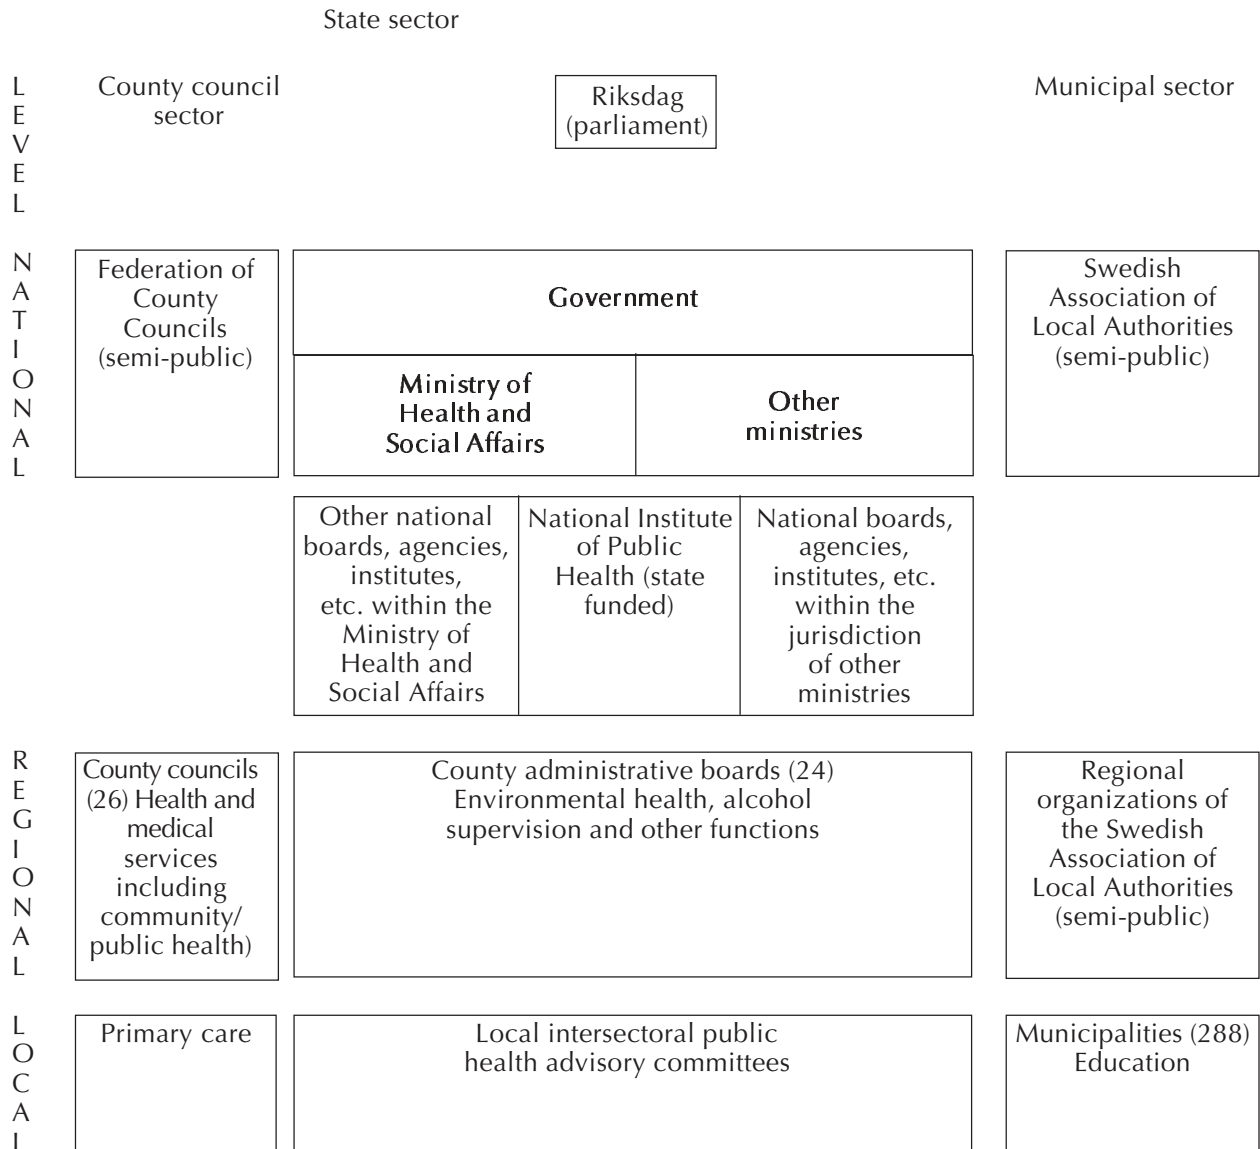 State sector
LEVEL
County council
sector
Riksdag
(parliament)
Municipal sector
NATIONAL
Federation of
County
Councils
(semi-public)
Government
Ministry of
Health and
Social Affairs
Other
ministries
Swedish
Association of
Local Authorities
(semi-public)
Other national
boards, agencies,
institutes,
etc. within the
Ministry of
Health and
Social Affairs
National Institute
of Public
Health (state
funded)
National boards,
agencies,
institutes, etc.
within the
jurisdiction
of other
ministries
REGIONAL
County councils
(26) Health and
medical
services
including
community/
public health)
County administrative boards (24)
Environmental health, alcohol
supervision and other functions
Regional
organizations of
the Swedish
Association of
Local Authorities
(semi-public)
LOCAL
Primary care
Local intersectoral public
health advisory committees
Municipalities (288)
Education